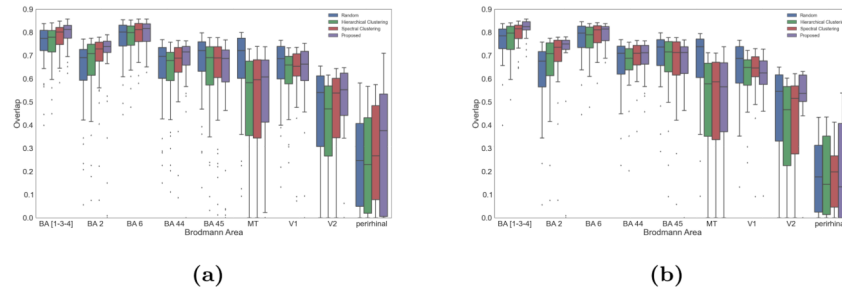 0.9
0.8
0.7
0.6
0.5
0.4
0.3
0.2
0.1
0.0
Overlap
Random
Hierarchical Clustering
Spectral Clustering
Proposed
BA [1-3-4] BA 2 BA 6 BA 44 BA 45 MT V1 V2 perirhinal
Brodmann Area
(a)
0.9
0.8
0.7
0.6
0.5
0.4
0.3
0.2
0.1
0.0
Overlap
Random
Hierarchical Clustering
Spectral Clustering
Proposed
BA [1-3-4] BA 2 BA 6 BA 44 BA 45 MT V1 V2 perirhinal
Brodmann Area
(b)